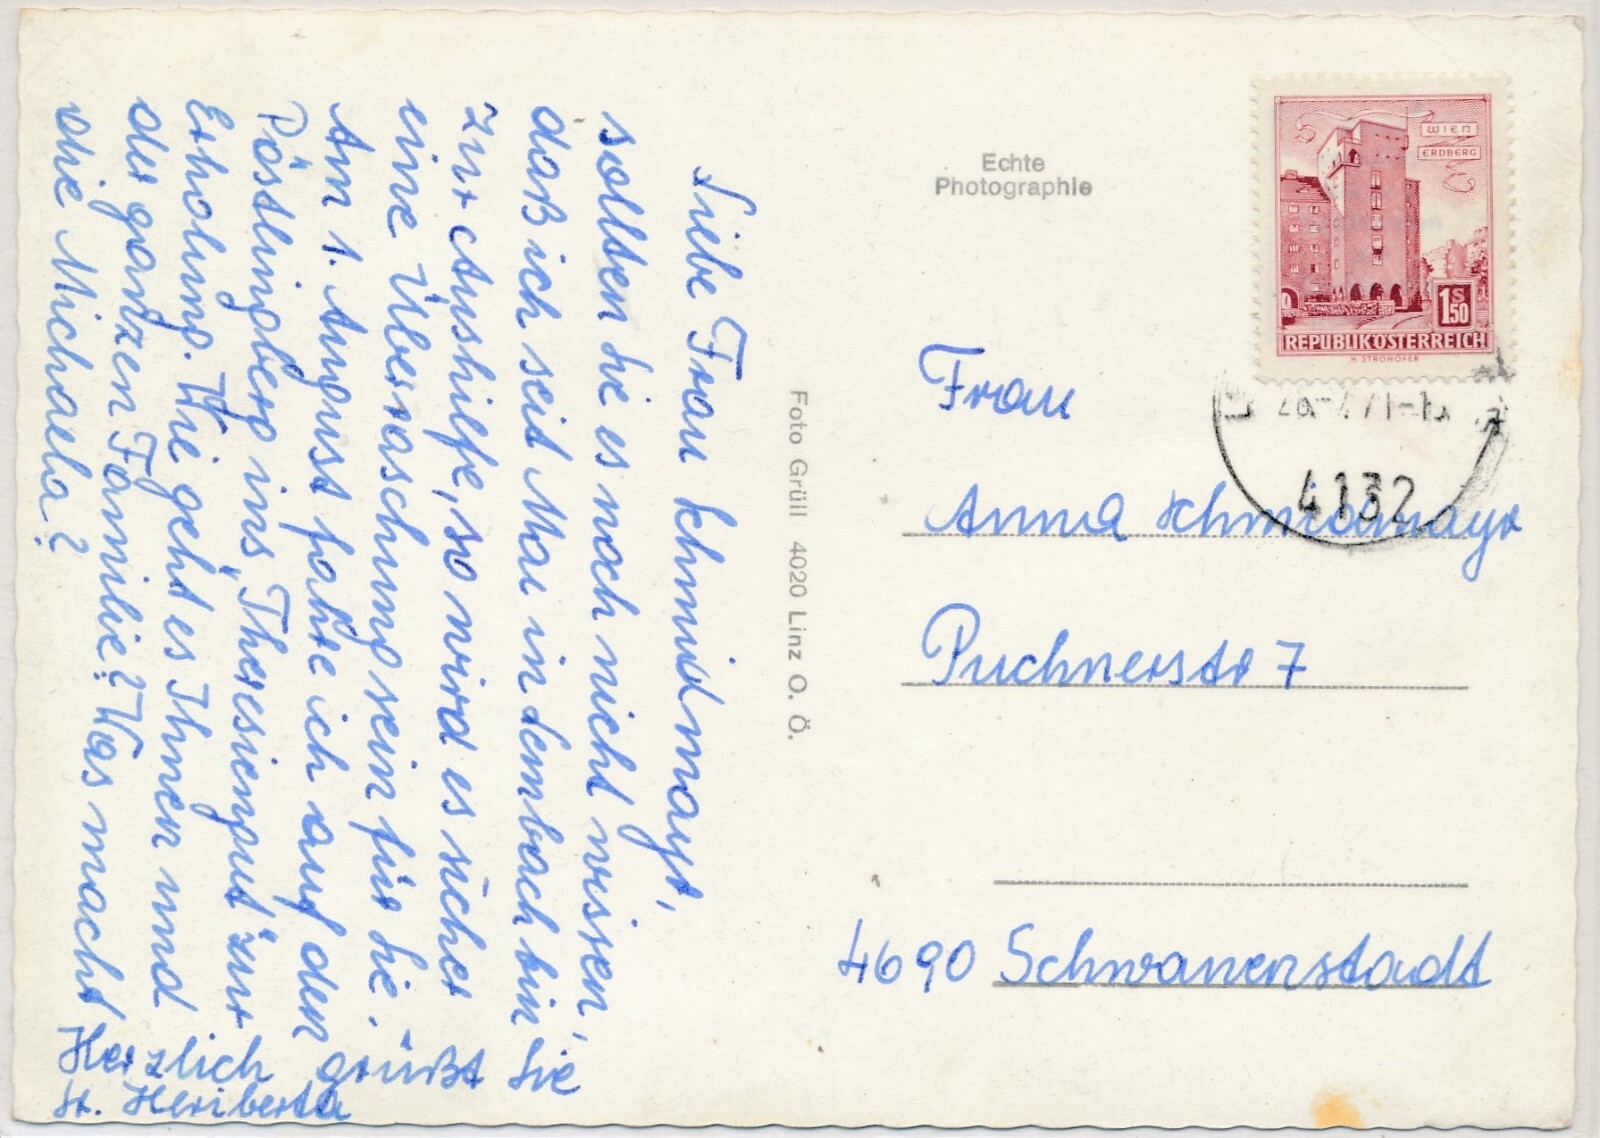 Liebe Frau Schmidmayr,
sollten Sie es noch nicht wissen,
daß ich seit Mai in Lembach bin
zur Aushilfe, so wird es sicher
eine Überraschung sein für Sie.
Am 1. August fahre ich auf den
Pöstlingberg ins „Theresiengut" zur
Erholung. Wie geht es Ihnen und
der ganzen Familie? Was macht
die Michaela?
Herzlich grüßt Sie
Sr. Heriberta
Foto Grüll 4020 Linz O. Ö.
Echte
Photographie
WIEN
ERDBERG
1S50
REPUBLIK ÖSTERREICH
H. STROHOFER
4132
Frau
Anna Schmidmayr
Puchnerstr 7
4690 Schwanenstadt